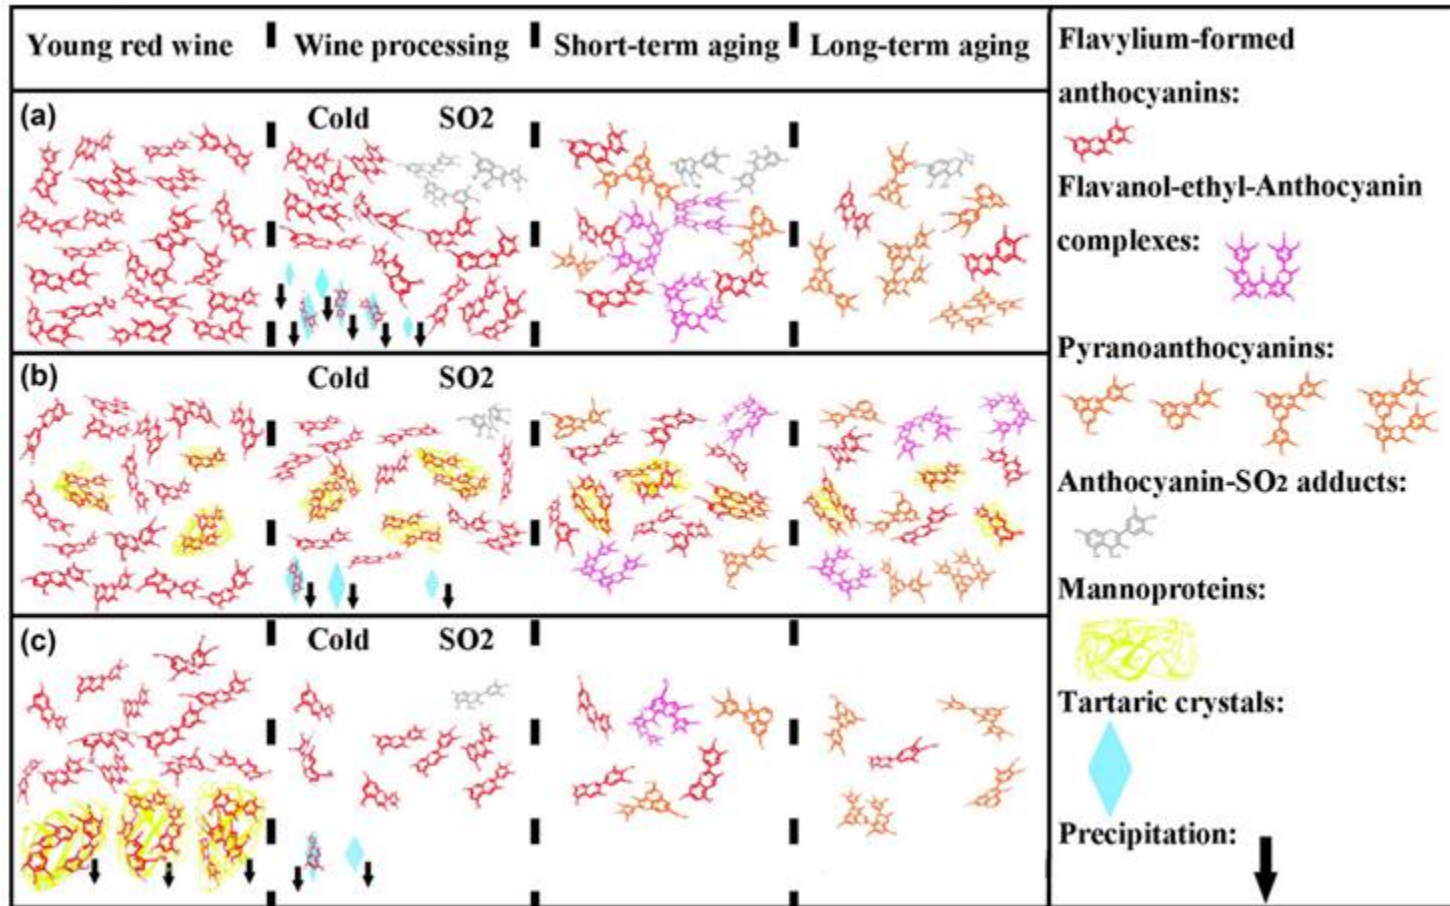 Young red wine
Wine processing
Short-term aging
Long-term aging
(a)
Cold
SO2
(b)
Cold
SO2
(c)
Cold
SO2
Flavylium-formed
anthocyanins:
Flavanol-ethyl-Anthocyanin
complexes:
Pyranoanthocyanins:
Anthocyanin-SO2 adducts:
Mannoproteins:
Tartaric crystals:
Precipitation: